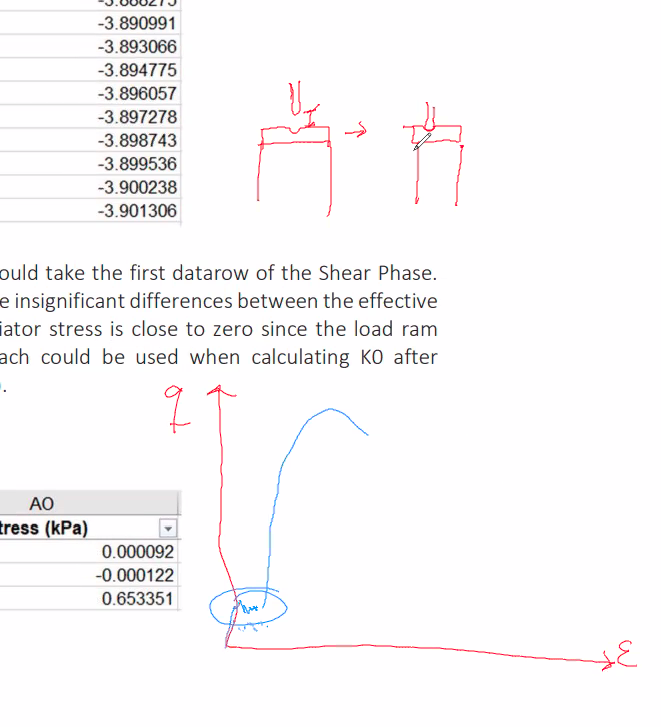 -3.888275
-3.890991
-3.893066
-3.894775
-3.896057
-3.897278
-3.898743
-3.899536
-3.900238
-3.901306
ould take the first datarow of the Shear Phase.
e insignificant differences between the effective
iator stress is close to zero since the load ram
ach could be used when calculating K0 after
.
q
AO
tress (kPa)
0.000092
-0.000122
0.653351
ε